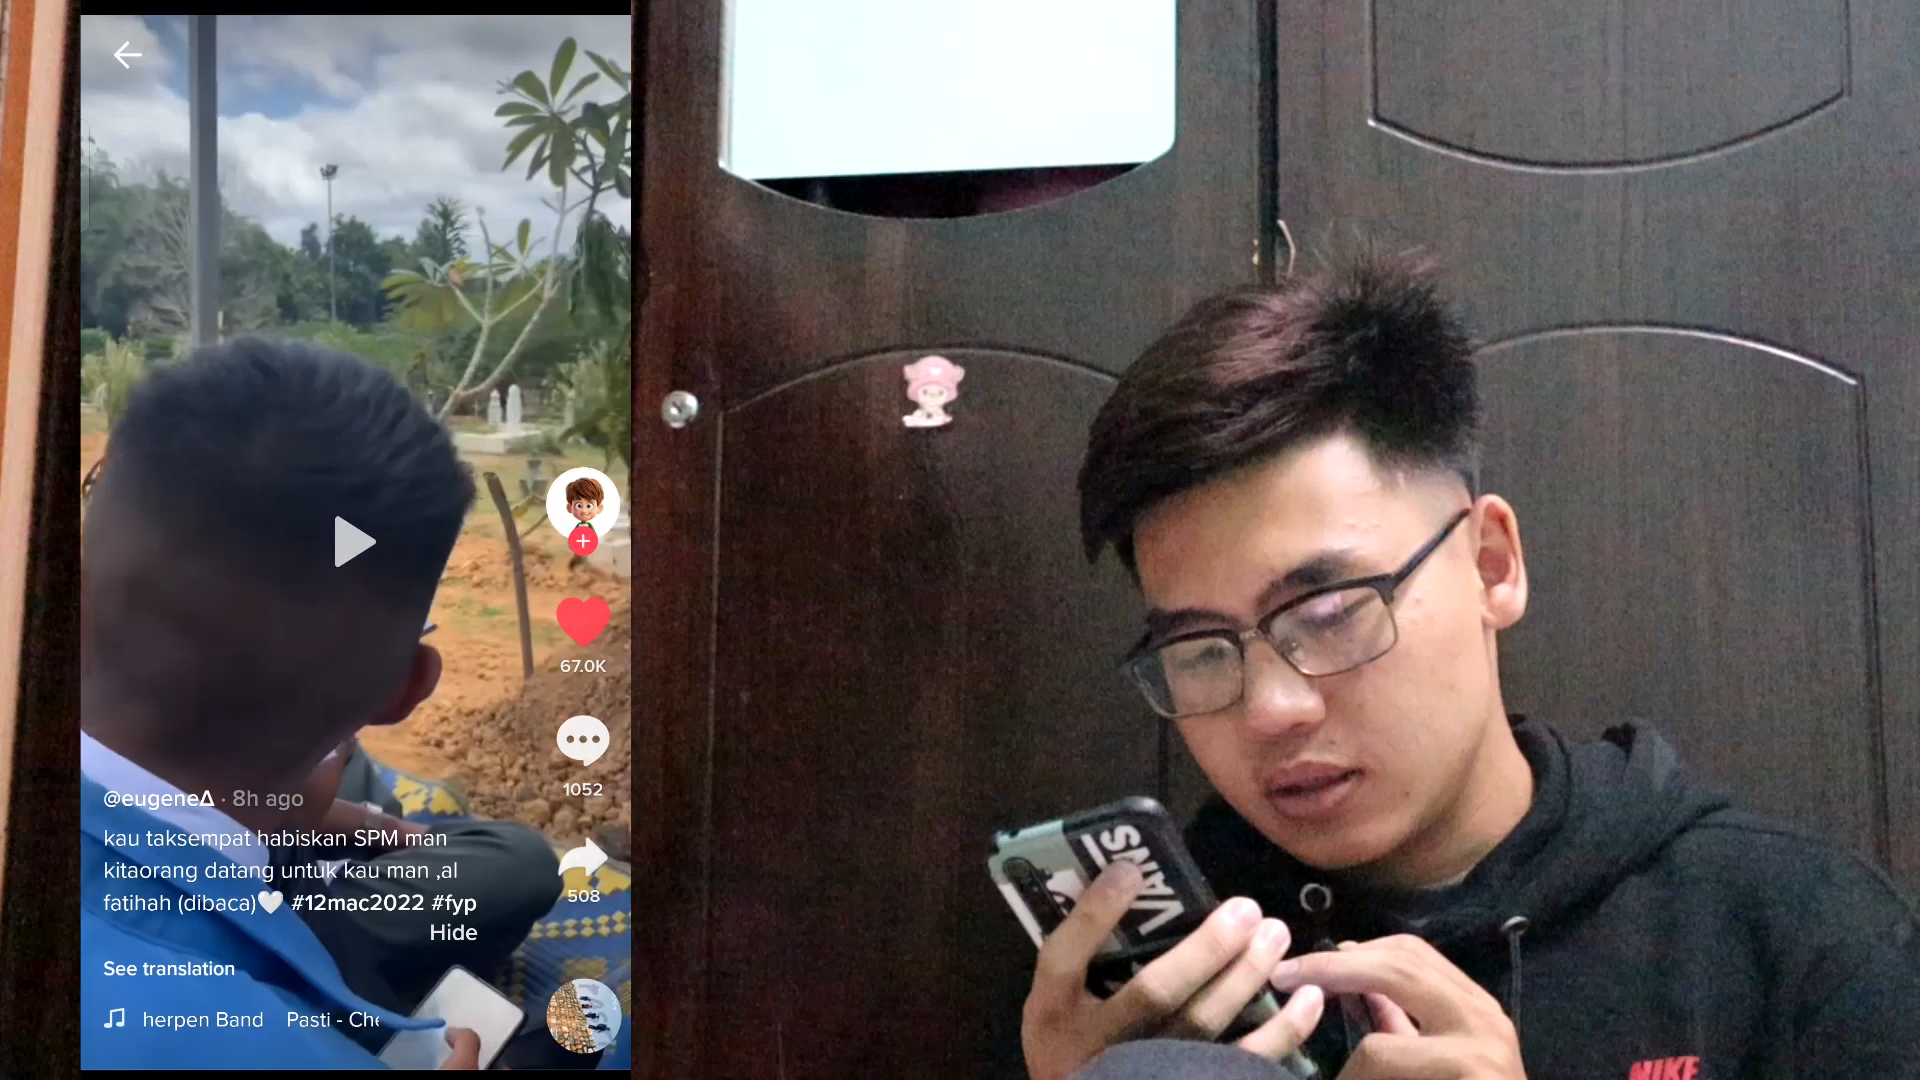 67.0K
1052
508
@eugeneΔ · 8h ago
kau taksempat habiskan SPM man
kitaorang datang untuk kau man ,al
fatihah (dibaca)🤍 #12mac2022 #fyp
Hide
See translation
herpen Band Pasti - Che
VANS
NIKE